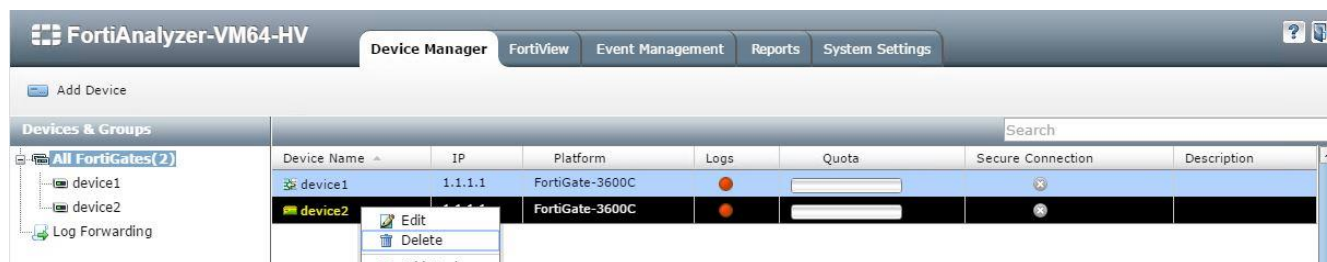 FortiAnalyzer-VM64-HV
Device Manager FortiView Event Management Reports System Settings ?
Add Device
Devices & Groups Search
All FortiGates(2) Device Name IP Platform Logs Quota Secure Connection Description
device1 device1 1.1.1.1 FortiGate-3600C
device2 device2 FortiGate-3600C
Edit
Log Forwarding Delete